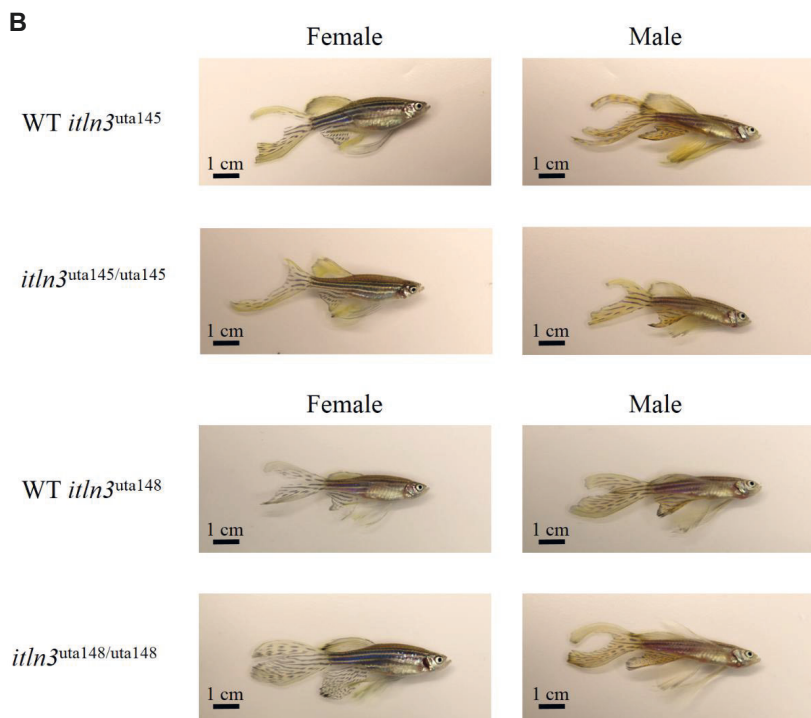 B
Female Male
WT itln3uta145
1 cm 1 cm
itln3uta145/uta145
1 cm 1 cm
Female Male
WT itln3uta148
1 cm 1 cm
itln3uta148/uta148
1 cm 1 cm